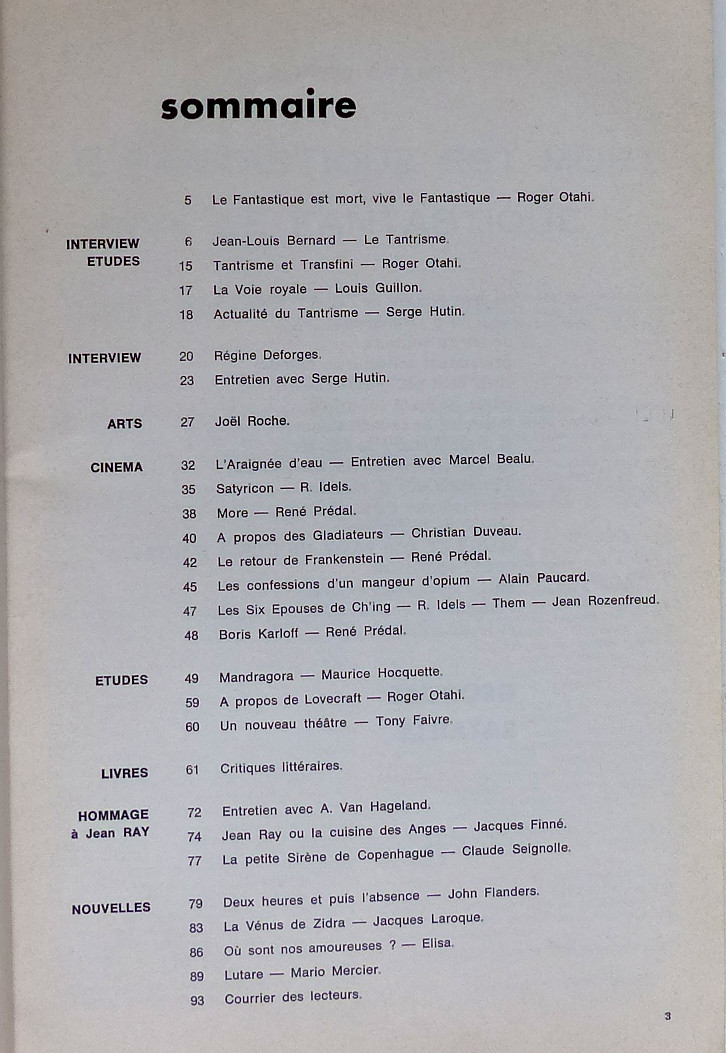 sommaire
5 Le Fantastique est mort, vive le Fantastique — Roger Otahi.
INTERVIEW 6 Jean-Louis Bernard — Le Tantrisme.
ETUDES 15 Tantrisme et Transfini — Roger Otahi.
17 La Voie royale — Louis Guillon.
18 Actualité du Tantrisme — Serge Hutin.
INTERVIEW 20 Régine Deforges.
23 Entretien avec Serge Hutin.
ARTS 27 Joël Roche.
CINEMA 32 L'Araignée d'eau — Entretien avec Marcel Bealu.
35 Satyricon — R. Idels.
38 More — René Prédal.
40 A propos des Gladiateurs — Christian Duveau.
42 Le retour de Frankenstein — René Prédal.
45 Les confessions d'un mangeur d'opium — Alain Paucard.
47 Les Six Epouses de Ch'ing — R. Idels — Them — Jean Rozenfreud.
48 Boris Karloff — René Prédal.
ETUDES 49 Mandragora — Maurice Hocquette.
59 A propos de Lovecraft — Roger Otahi.
60 Un nouveau théâtre — Tony Faivre.
LIVRES 61 Critiques littéraires.
HOMMAGE 72 Entretien avec A. Van Hageland.
à Jean RAY 74 Jean Ray ou la cuisine des Anges — Jacques Finné.
77 La petite Sirène de Copenhague — Claude Seignolle.
NOUVELLES 79 Deux heures et puis l'absence — John Flanders.
83 La Vénus de Zidra — Jacques Laroque.
86 Où sont nos amoureuses ? — Elisa.
89 Lutare — Mario Mercier.
93 Courrier des lecteurs.
3